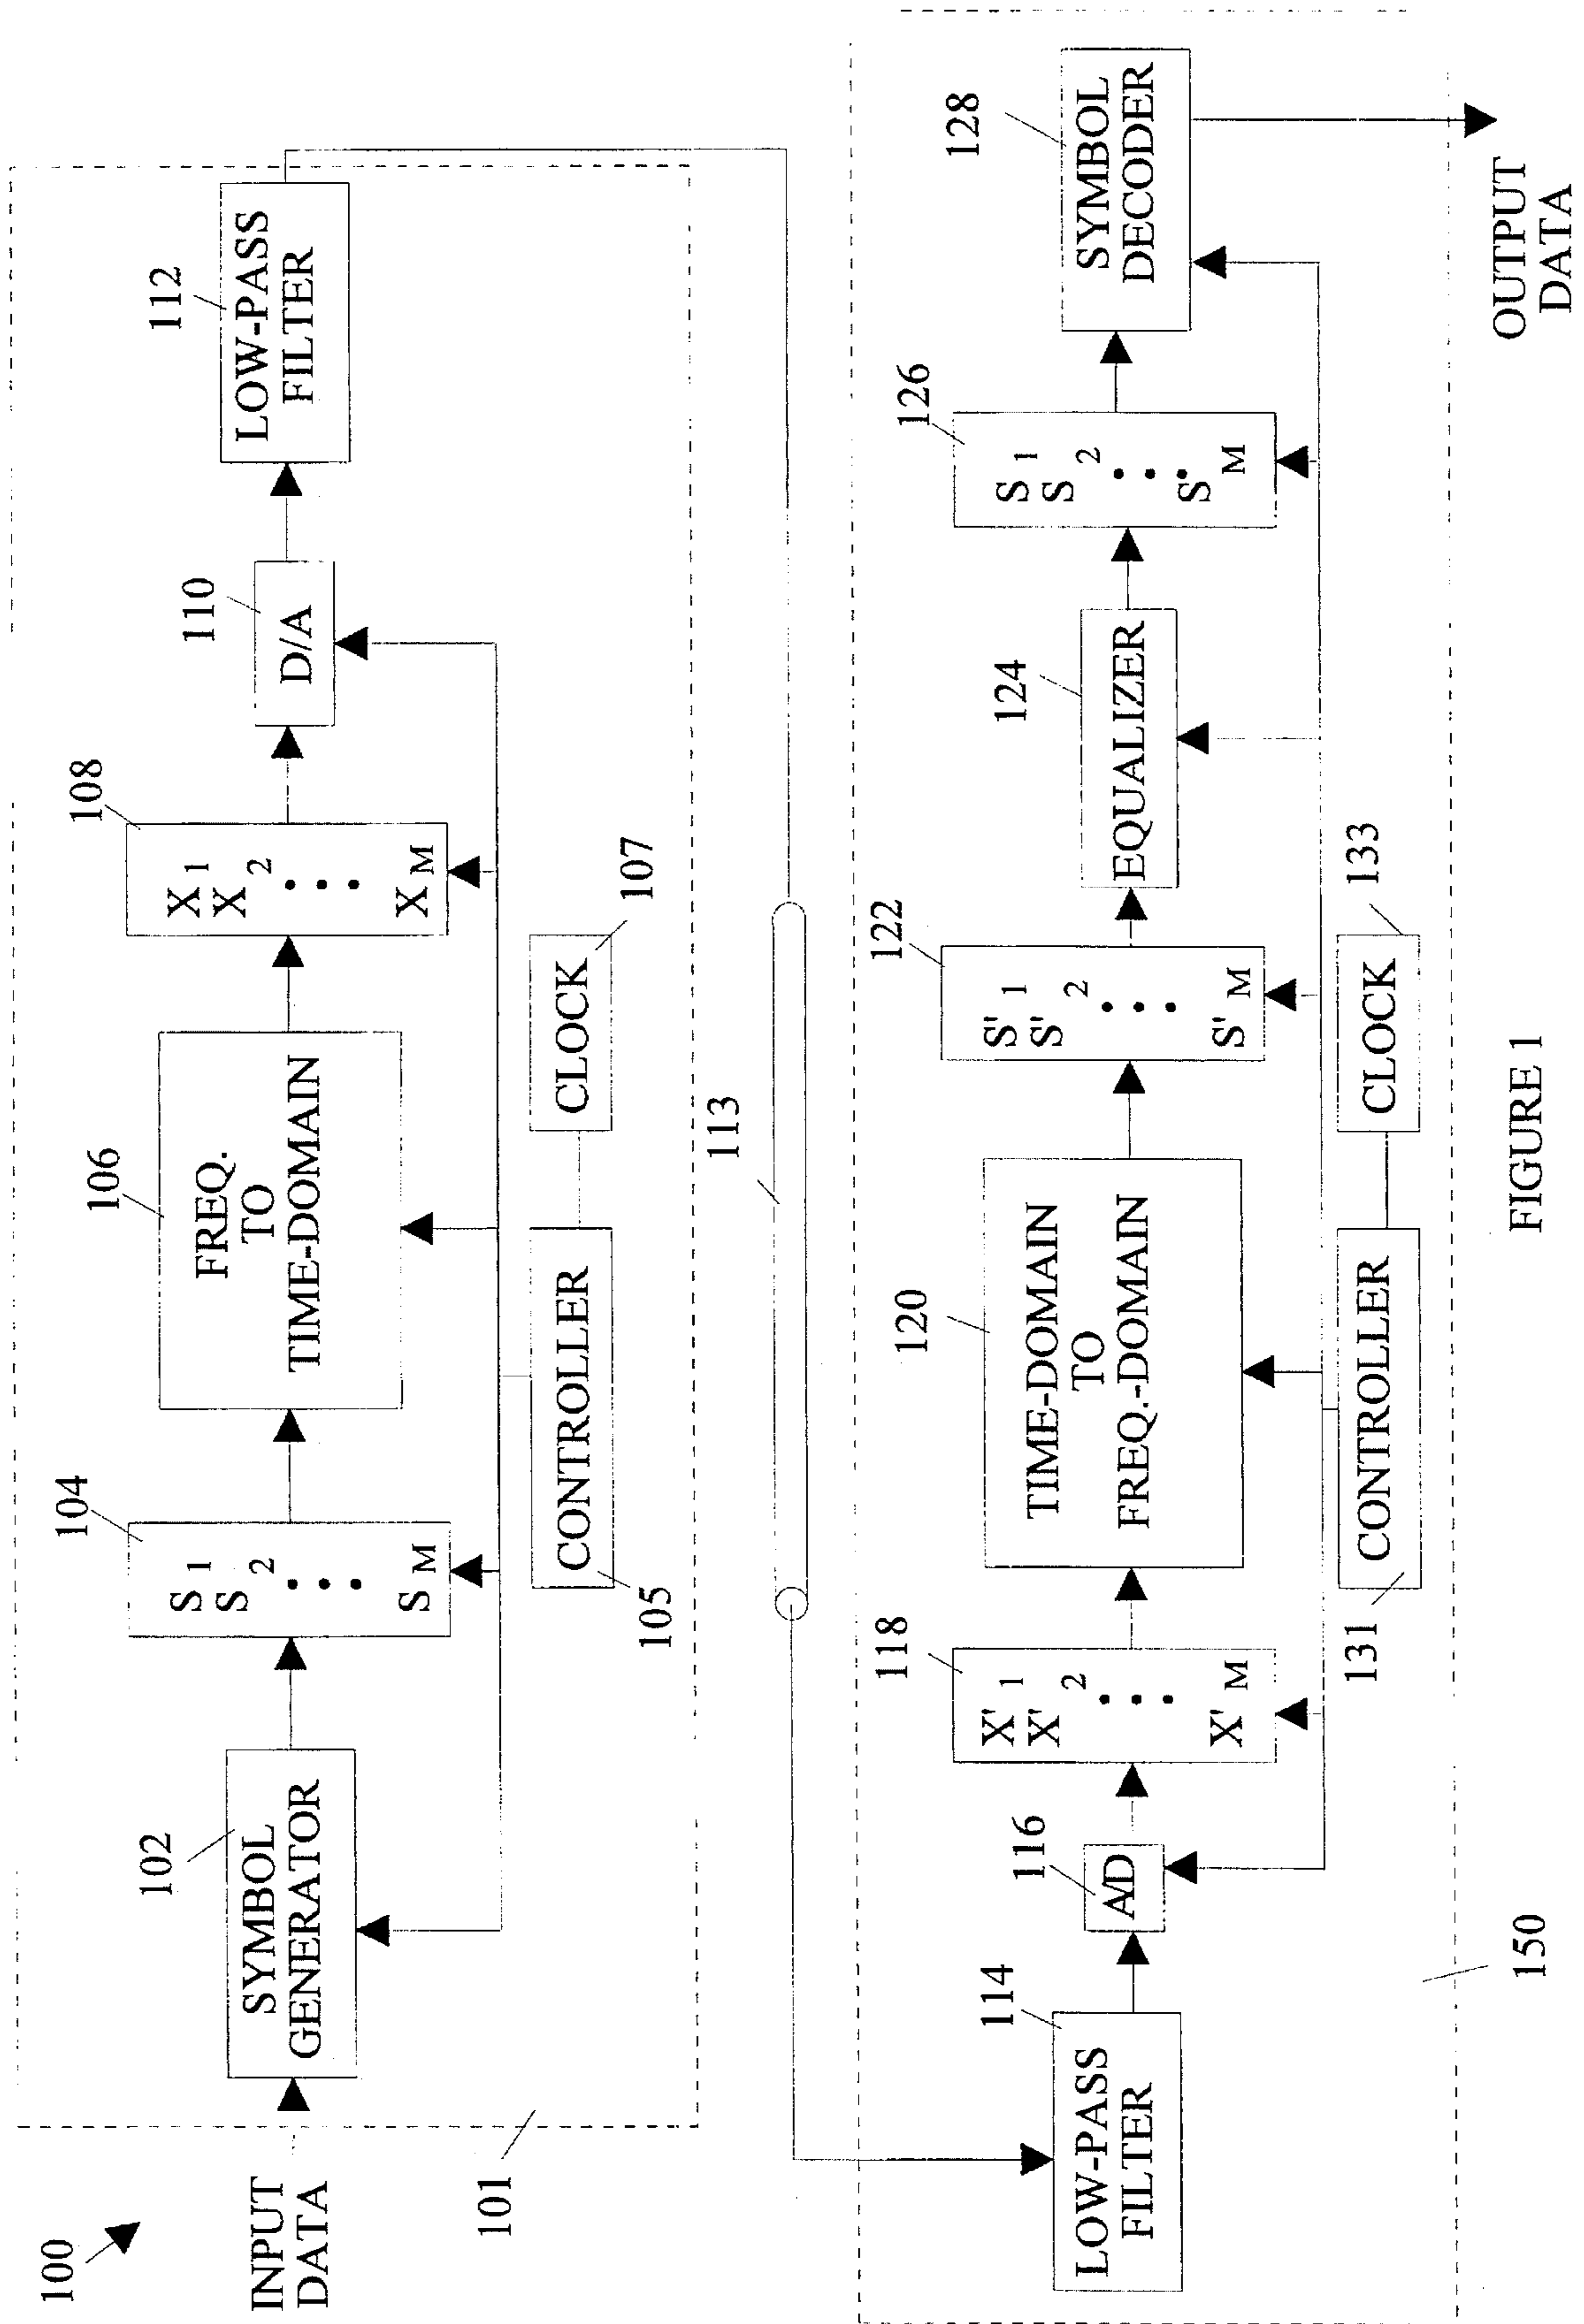 100
INPUT
DATA
101
102
SYMBOL
GENERATOR
104
S 1
S 2
S M
106
FREQ.
TO
TIME-DOMAIN
108
X 1
X 2
X M
110
D/A
112
LOW-PASS
FILTER
105
CONTROLLER
107
CLOCK
113
114
LOW-PASS
FILTER
116
A/D
118
X' 1
X' 2
X' M
120
TIME-DOMAIN
TO
FREQ.-DOMAIN
122
S' 1
S' 2
S' M
124
EQUALIZER
126
S 1
S 2
S M
128
SYMBOL
DECODER
131
CONTROLLER
133
CLOCK
150
OUTPUT
DATA
FIGURE 1